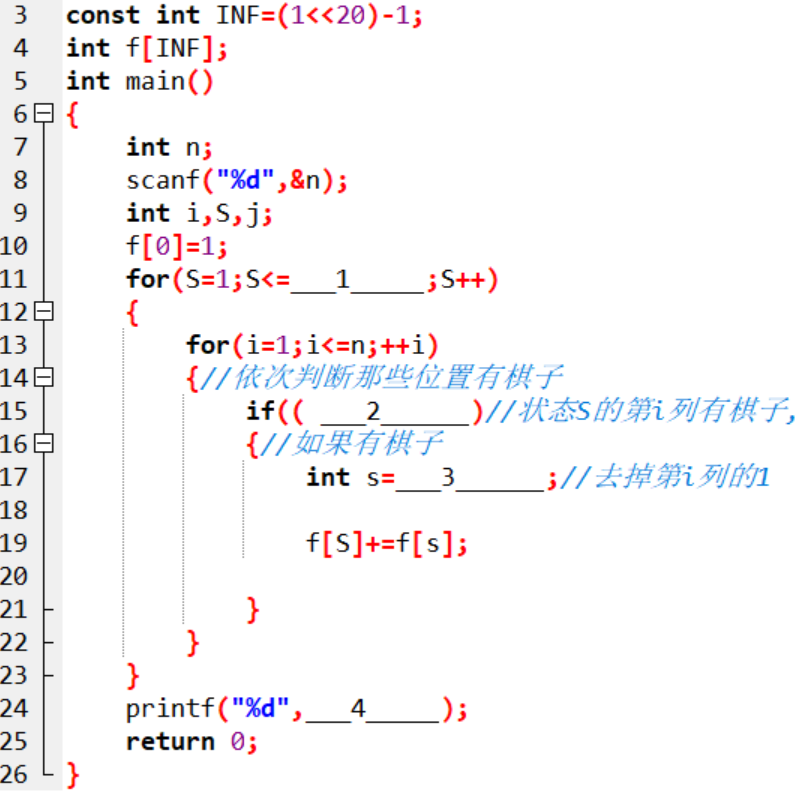 3 const int INF=(1<<20)-1;
4 int f[INF];
5 int main()
6 {
7 int n;
8 scanf("%d",&n);
9 int i,S,j;
10 f[0]=1;
11 for(S=1;S<=___1_____;S++)
12 {
13 for(i=1;i<=n;++i)
14 {//依次判断那些位置有棋子
15 if(( ___2______)//状态S的第i列有棋子,
16 {//如果有棋子
17 int s=___3______;//去掉第i列的1
18
19 f[S]+=f[s];
20
21 }
22 }
23 }
24 printf("%d",___4_____);
25 return 0;
26 }